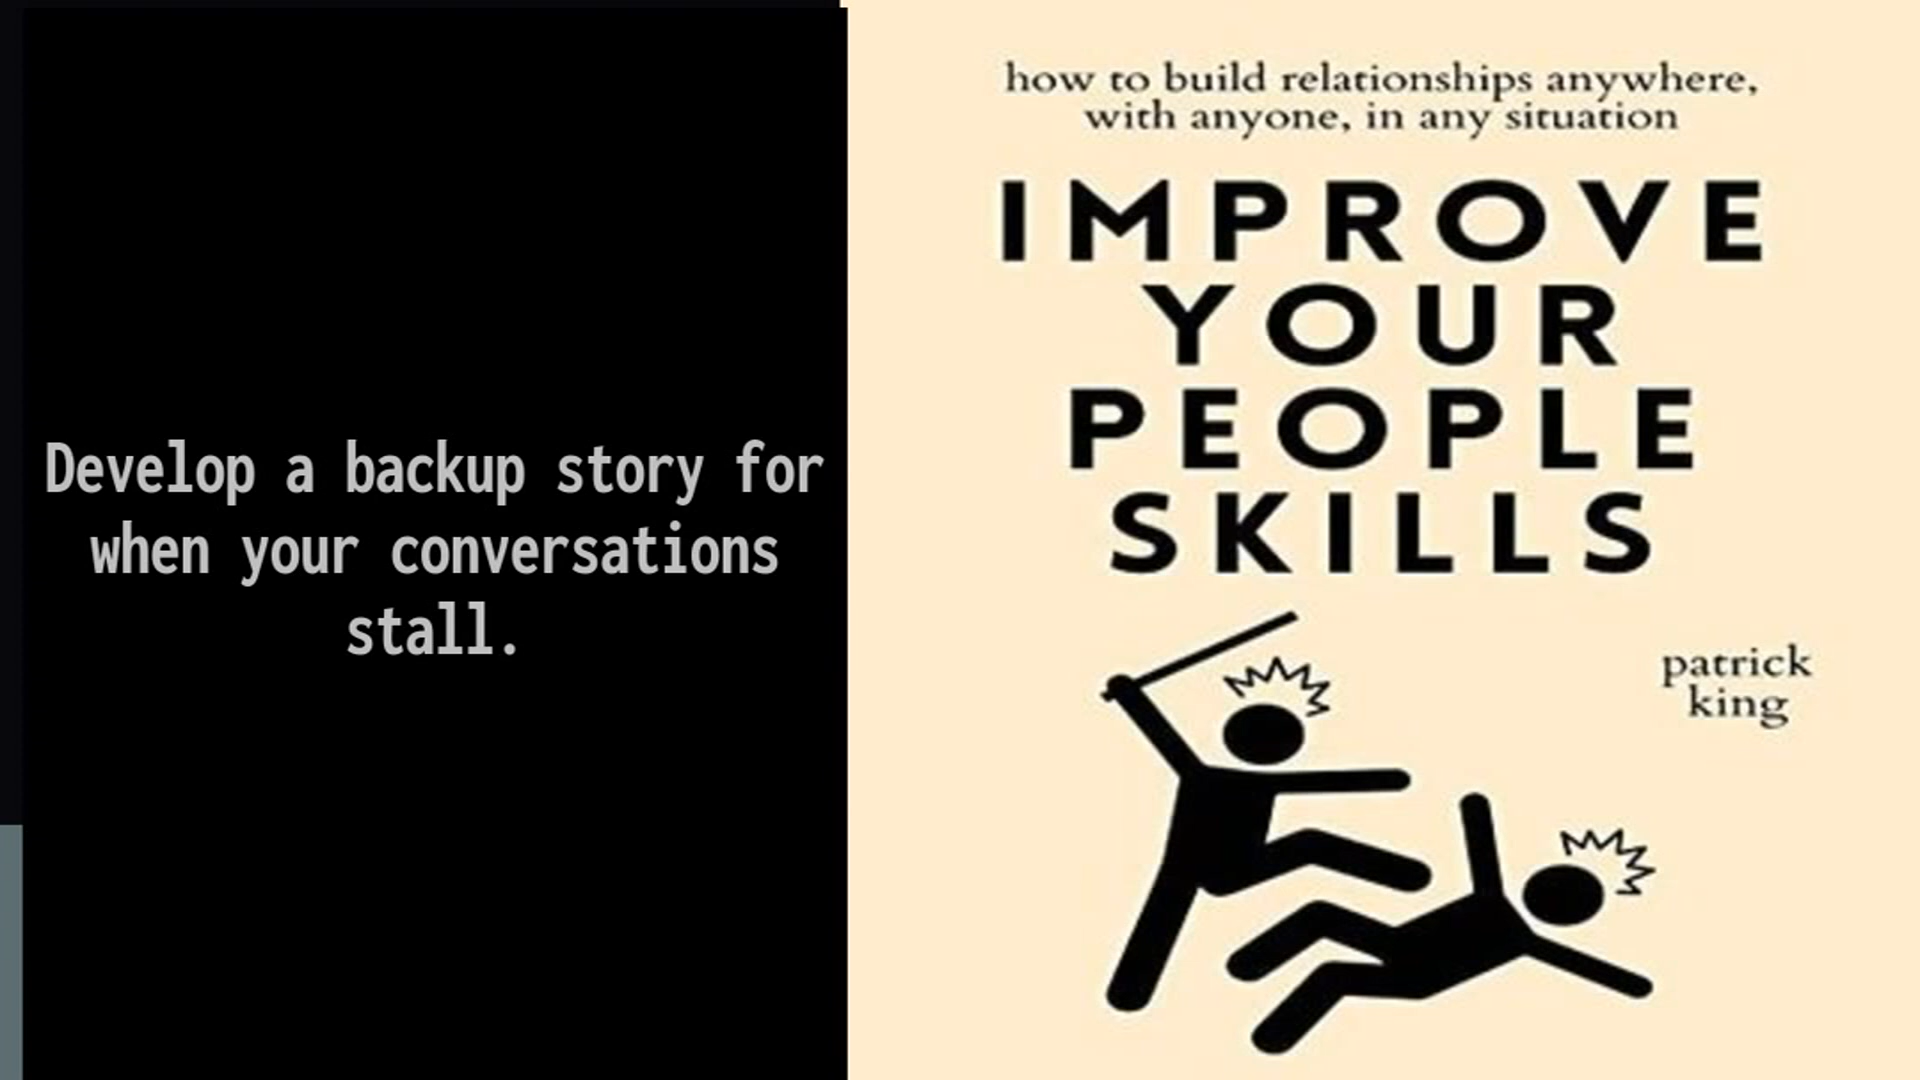 Develop a backup story for
when your conversations
stall.
how to build relationships anywhere,
with anyone, in any situation
IMPROVE
YOUR
PEOPLE
SKILLS
patrick
king